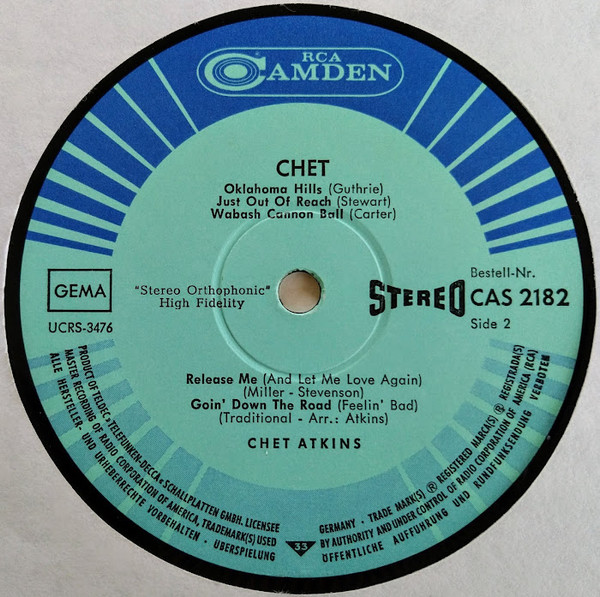 RCA
CAMDEN
CHET
Oklahoma Hills (Guthrie)
Just Out Of Reach (Stewart)
Wabash Cannon Ball (Carter)
GEMA
UCRS-3476
"Stereo Orthophonic"
High Fidelity
STEREO
Bestell-Nr.
CAS 2182
Side 2
Release Me (And Let Me Love Again)
(Miller - Stevenson)
Goin' Down The Road (Feelin' Bad)
(Traditional - Arr.: Atkins)
CHET ATKINS
PRODUCT OF TELDEC »TELEFUNKEN-DECCA« SCHALLPLATTEN GMBH. LICENSEE
MASTER RECORDING OF RADIO CORPORATION OF AMERICA, TRADEMARK(S) USED
ALLE HERSTELLER- UND URHEBERRECHTE VORBEHALTEN · ÜBERSPIELUNG
33
GERMANY · TRADE MARK(S) ® REGISTERED MARCA(S) ® REGISTRADA(S)
BY AUTHORITY AND UNDER CONTROL OF RADIO CORPORATION OF AMERICA (RCA)
ÖFFENTLICHE AUFFÜHRUNG UND RUNDFUNKSENDUNG VERBOTEN